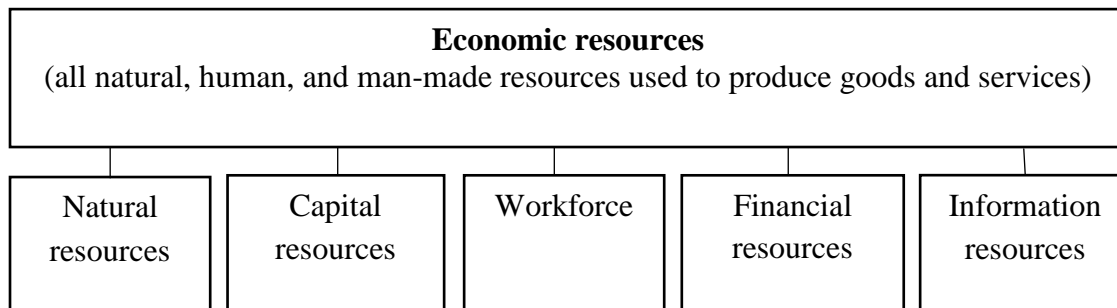 Economic resources
(all natural, human, and man-made resources used to produce goods and services)
Natural
resources
Capital
resources
Workforce
Financial
resources
Information
resources